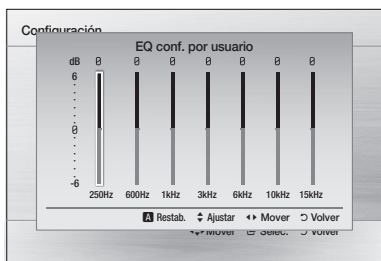 Configuración
EQ conf. por usuario
dB 0 0 0 0 0 0 0
6
0
-6
250Hz 600Hz 1kHz 3kHz 6kHz 10kHz 15kHz
A Restab. Ajustar Mover Volver
Mover Selec. Volver